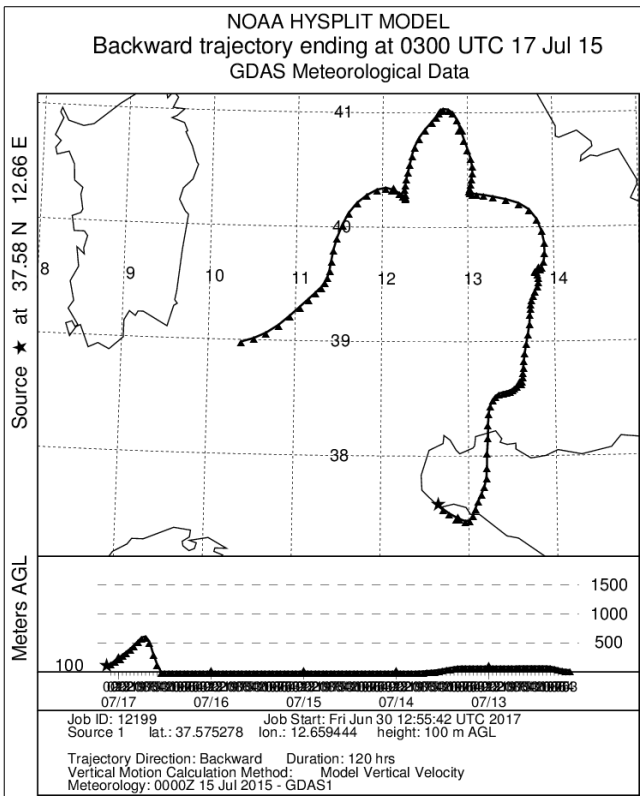 NOAA HYSPLIT MODEL
Backward trajectory ending at 0300 UTC 17 Jul 15
GDAS Meteorological Data
Source ★ at 37.58 N 12.66 E
41
40
8 9 10 11 12 13 14
39
38
Meters AGL
1500
1000
500
100
07/17 07/16 07/15 07/14 07/13
Job ID: 12199 Job Start: Fri Jun 30 12:55:42 UTC 2017
Source 1 lat.: 37.575278 lon.: 12.659444 height: 100 m AGL
Trajectory Direction: Backward Duration: 120 hrs
Vertical Motion Calculation Method: Model Vertical Velocity
Meteorology: 0000Z 15 Jul 2015 - GDAS1